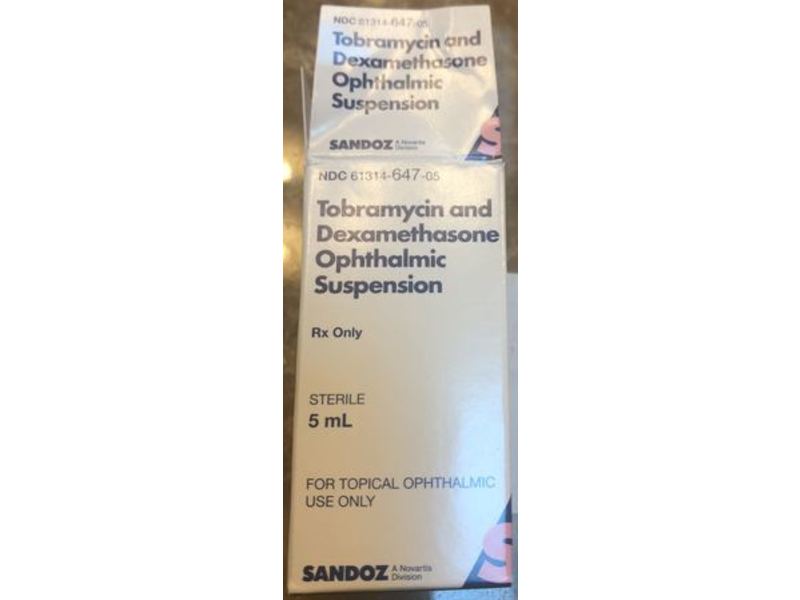 NDC 61314-647-05
Tobramycin and
Dexamethasone
Ophthalmic
Suspension
SANDOZ A Novartis
Division
NDC 61314-647-05
Tobramycin and
Dexamethasone
Ophthalmic
Suspension
Rx Only
STERILE
5 mL
FOR TOPICAL OPHTHALMIC
USE ONLY
SANDOZ A Novartis
Division